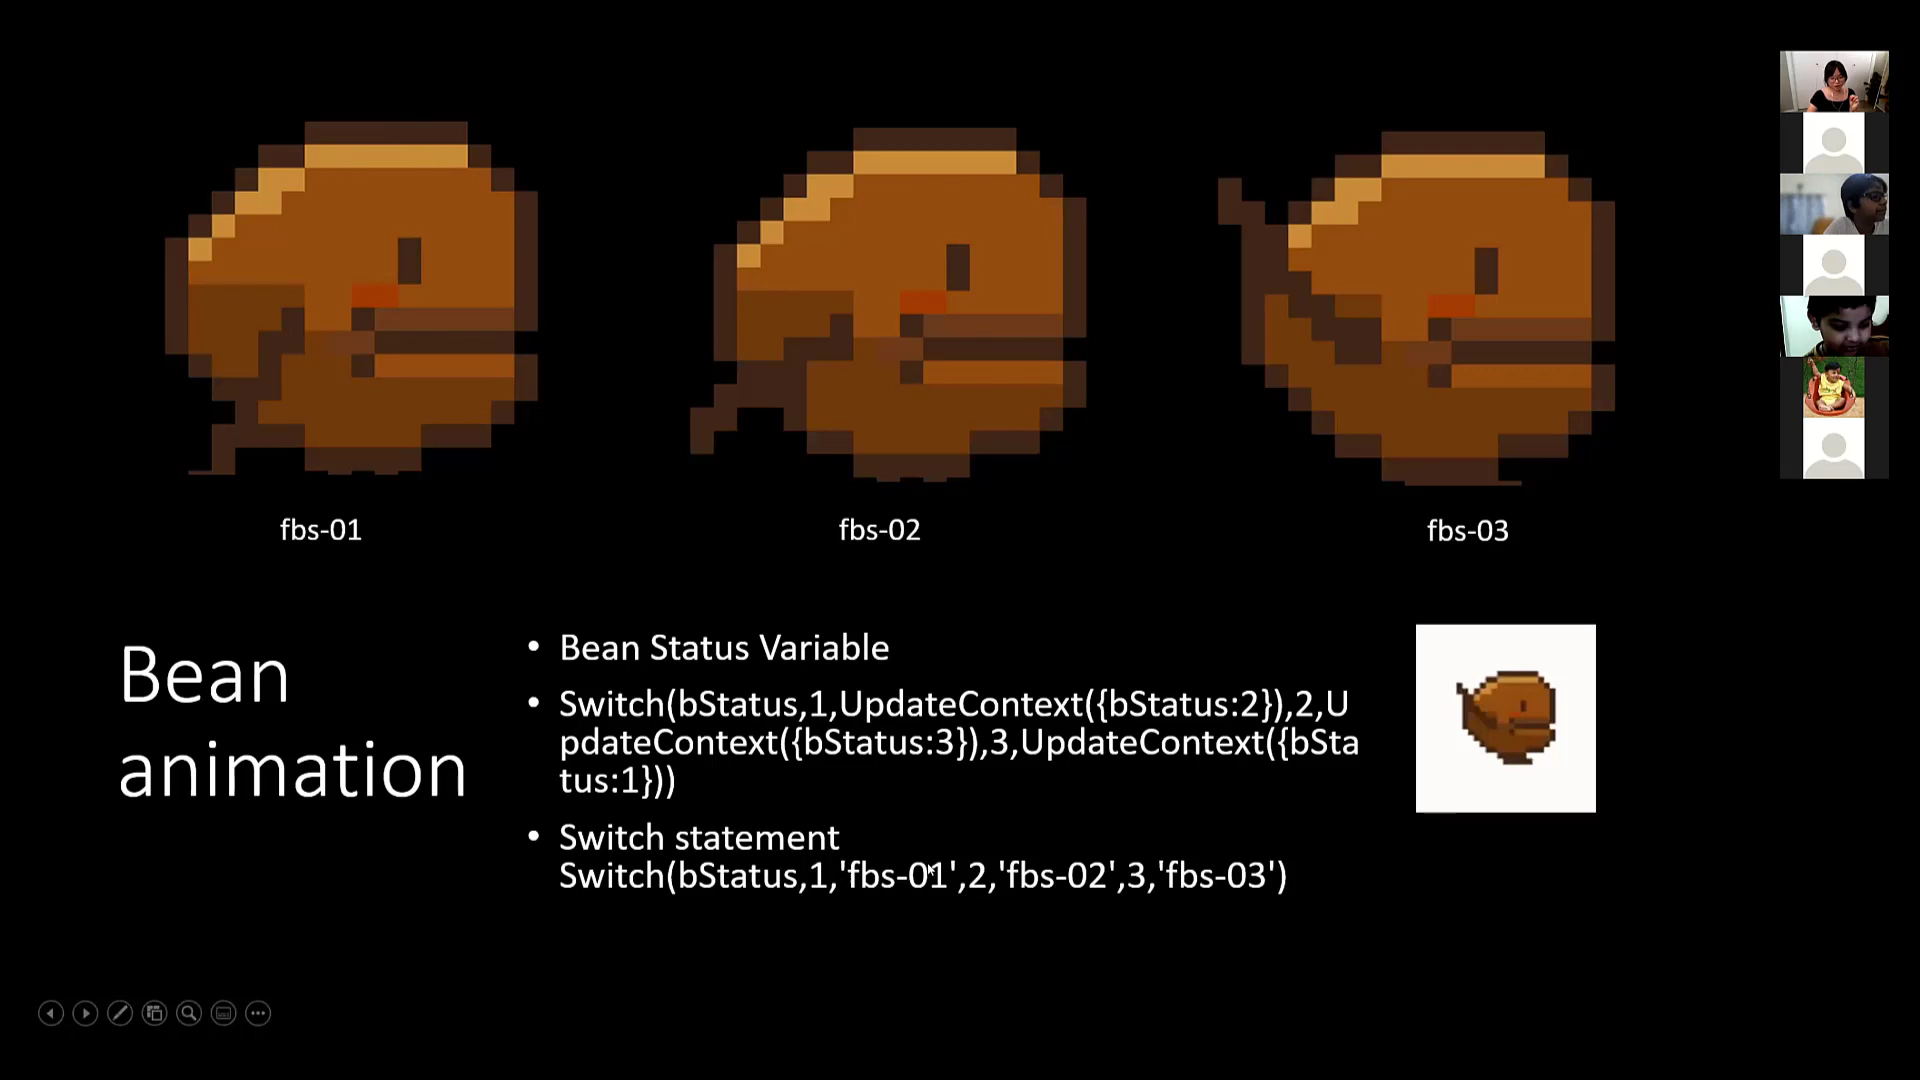 fbs-01
fbs-02
fbs-03
Bean
animation
• Bean Status Variable
• Switch(bStatus,1,UpdateContext({bStatus:2}),2,U
pdateContext({bStatus:3}),3,UpdateContext({bSta
tus:1}))
• Switch statement
Switch(bStatus,1,'fbs-01',2,'fbs-02',3,'fbs-03')